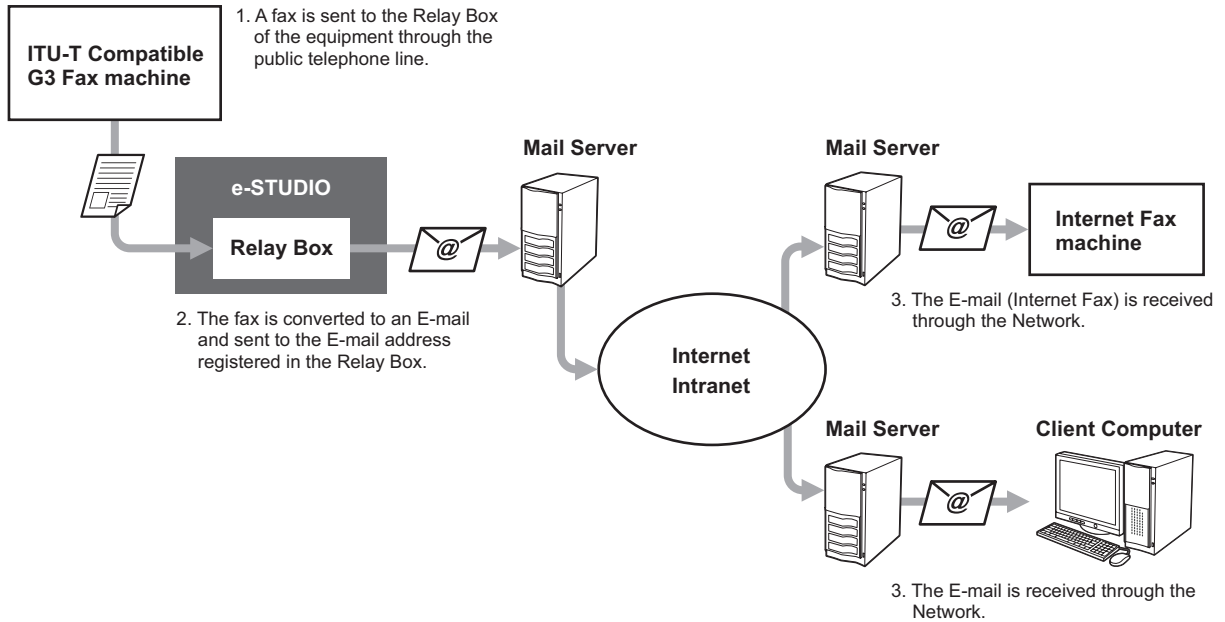 ITU-T Compatible
G3 Fax machine
1. A fax is sent to the Relay Box
of the equipment through the
public telephone line.
e-STUDIO
Relay Box
@
Mail Server
2. The fax is converted to an E-mail
and sent to the E-mail address
registered in the Relay Box.
Internet
Intranet
Mail Server
@
Internet Fax
machine
3. The E-mail (Internet Fax) is received
through the Network.
Mail Server
@
Client Computer
3. The E-mail is received through the
Network.